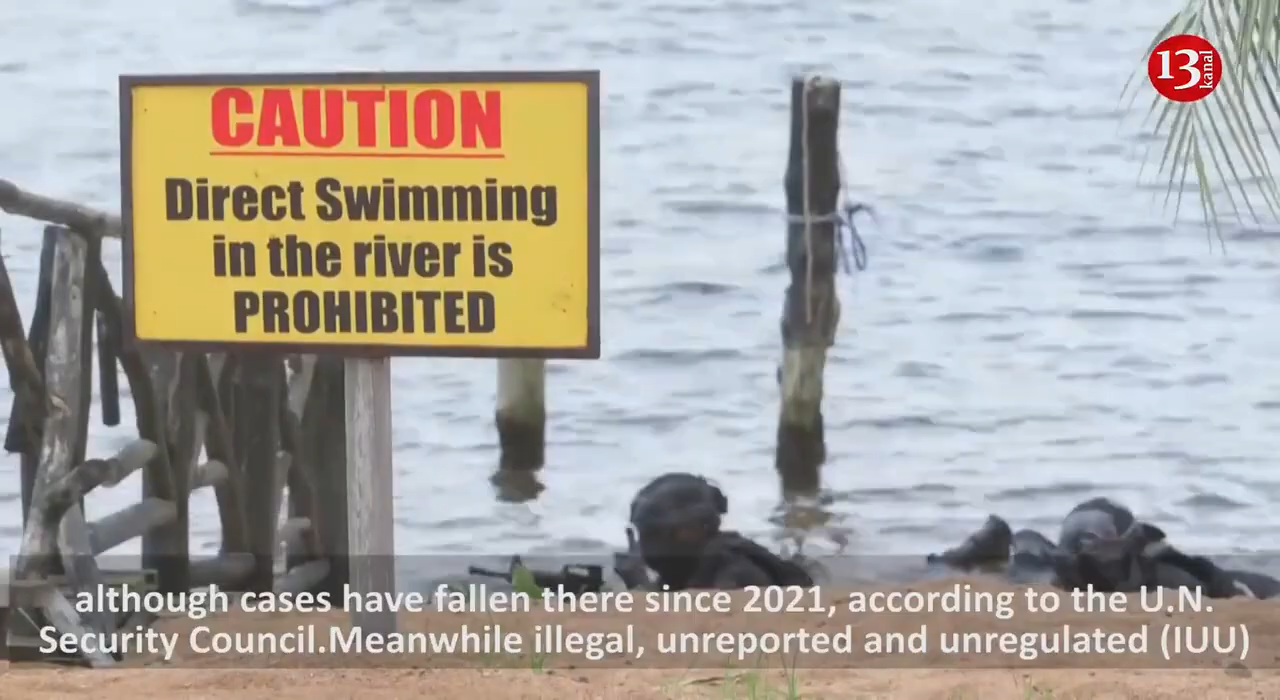 13
kanal
CAUTION
Direct Swimming
in the river is
PROHIBITED
although cases have fallen there since 2021, according to the U.N.
Security Council.Meanwhile illegal, unreported and unregulated (IUU)